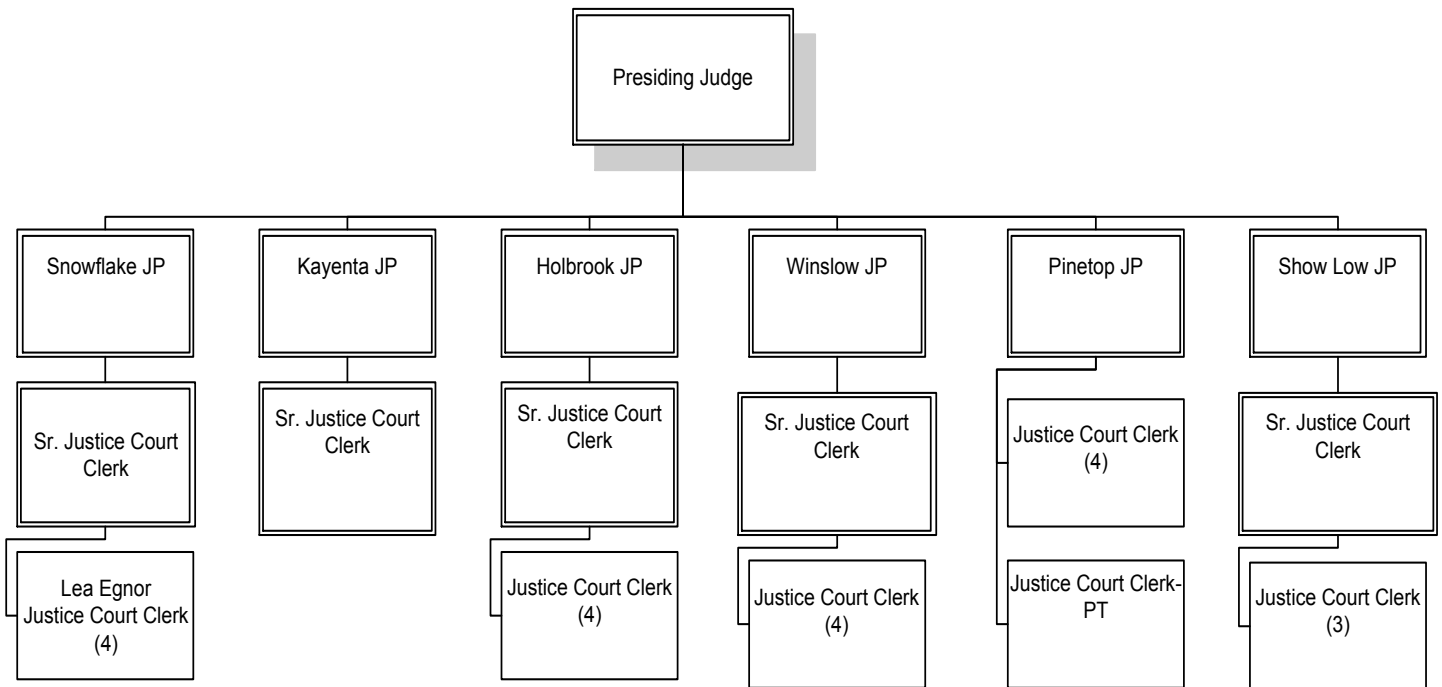 Presiding Judge
Snowflake JP
Kayenta JP
Holbrook JP
Winslow JP
Pinetop JP
Show Low JP
Sr. Justice Court
Clerk
Sr. Justice Court
Clerk
Sr. Justice Court
Clerk
Sr. Justice Court
Clerk
Justice Court Clerk
(4)
Sr. Justice Court
Clerk
Lea Egnor
Justice Court Clerk
(4)
Justice Court Clerk
(4)
Justice Court Clerk
(4)
Justice Court Clerk-
PT
Justice Court Clerk
(3)